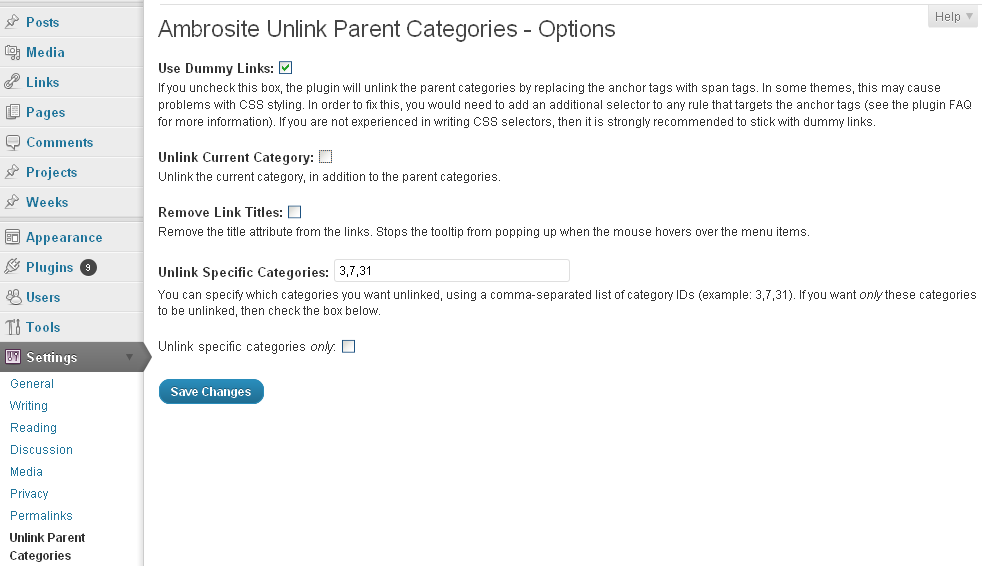 Posts
Media
Links
Pages
Comments
Projects
Weeks
Appearance
Plugins 9
Users
Tools
Settings
General
Writing
Reading
Discussion
Media
Privacy
Permalinks
Unlink Parent
Categories
Help
Ambrosite Unlink Parent Categories - Options
Use Dummy Links:
If you uncheck this box, the plugin will unlink the parent categories by replacing the anchor tags with span tags. In some themes, this may cause
problems with CSS styling. In order to fix this, you would need to add an additional selector to any rule that targets the anchor tags (see the plugin FAQ
for more information). If you are not experienced in writing CSS selectors, then it is strongly recommended to stick with dummy links.
Unlink Current Category:
Unlink the current category, in addition to the parent categories.
Remove Link Titles:
Remove the title attribute from the links. Stops the tooltip from popping up when the mouse hovers over the menu items.
Unlink Specific Categories: 3,7,31
You can specify which categories you want unlinked, using a comma-separated list of category IDs (example: 3,7,31). If you want only these categories
to be unlinked, then check the box below.
Unlink specific categories only:
Save Changes